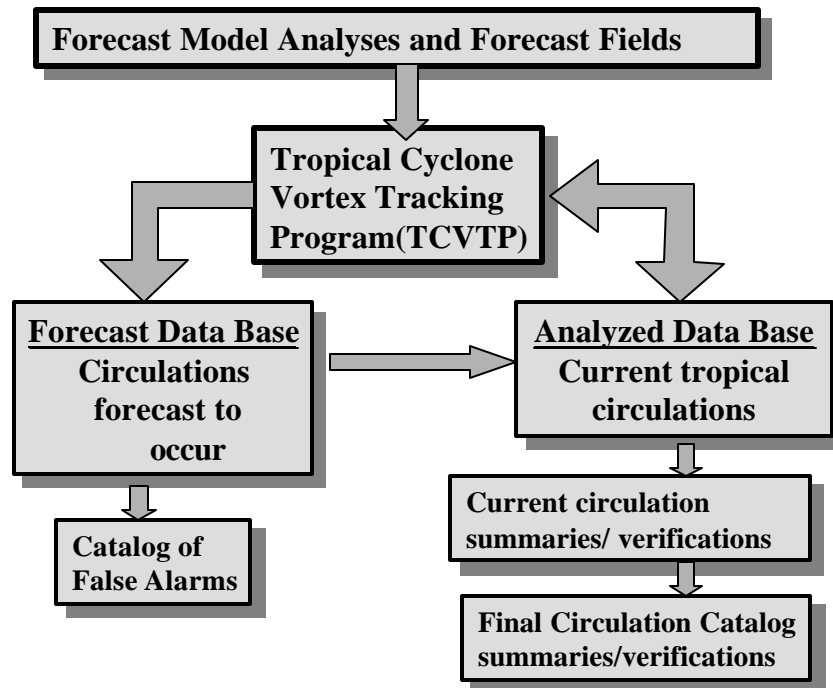 Forecast Model Analyses and Forecast Fields
Tropical Cyclone
Vortex Tracking
Program(TCVTP)
Forecast Data Base
Circulations
forecast to
occur
Analyzed Data Base
Current tropical
circulations
Catalog of
False Alarms
Current circulation
summaries/ verifications
Final Circulation Catalog
summaries/verifications